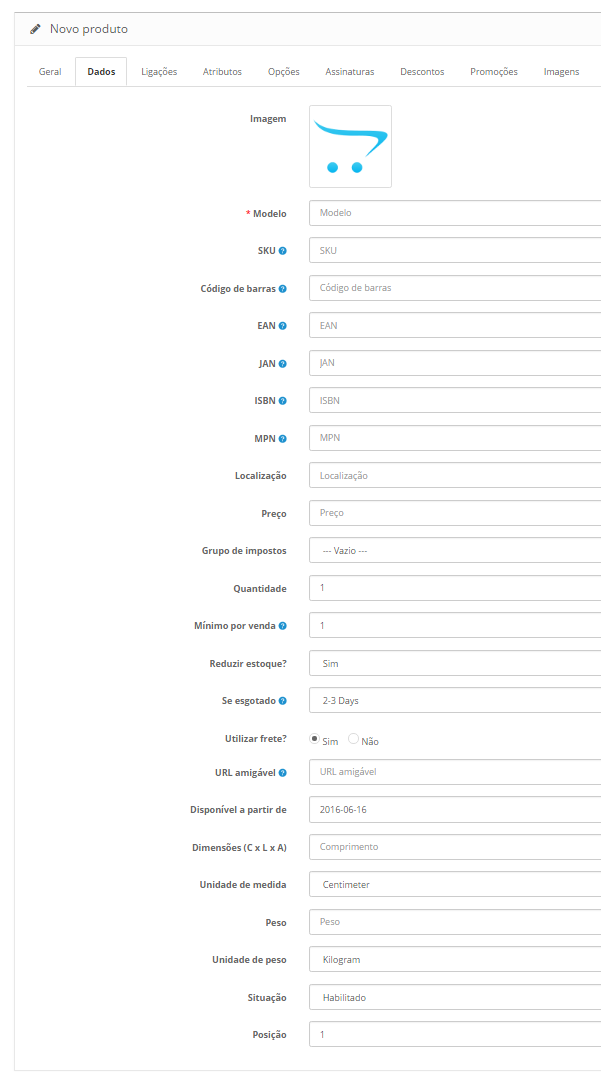 Novo produto
Geral Dados Ligações Atributos Opções Assinaturas Descontos Promoções Imagens
Imagem
* Modelo Modelo
SKU ? SKU
Código de barras ? Código de barras
EAN ? EAN
JAN ? JAN
ISBN ? ISBN
MPN ? MPN
Localização Localização
Preço Preço
Grupo de impostos --- Vazio ---
Quantidade 1
Mínimo por venda ? 1
Reduzir estoque? Sim
Se esgotado ? 2-3 Days
Utilizar frete? Sim Não
URL amigável ? URL amigável
Disponível a partir de 2016-06-16
Dimensões (C x L x A) Comprimento
Unidade de medida Centimeter
Peso Peso
Unidade de peso Kilogram
Situação Habilitado
Posição 1